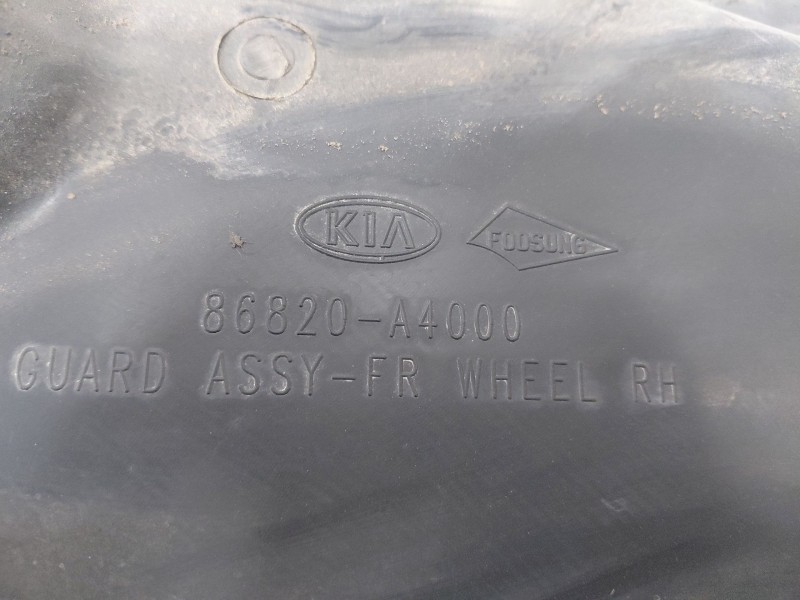 KIA FOOSUNG
86820-A4000
GUARD ASSY-FR WHEEL RH